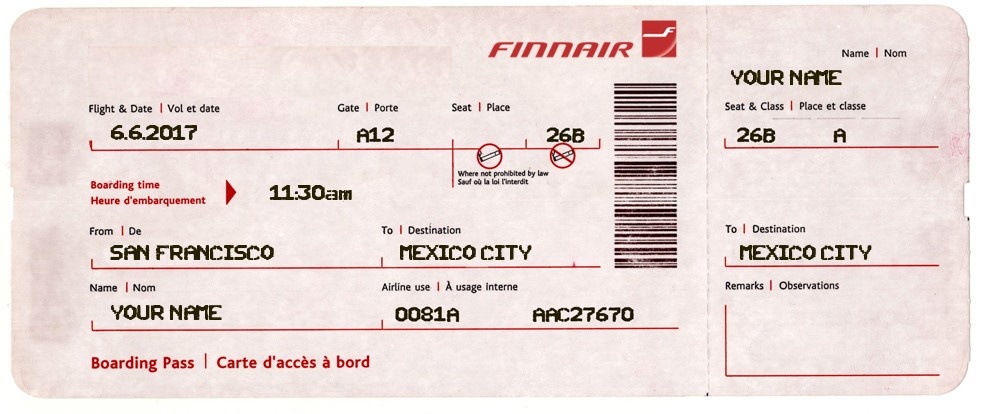 FINNAIR
Flight & Date | Vol et date
Gate | Porte
Seat | Place
6.6.2017
A12
26B
Where not prohibited by law
Sauf où la loi l'interdit
Boarding time
Heure d'embarquement
11:30am
From | De
To | Destination
SAN FRANCISCO
MEXICO CITY
Name | Nom
Airline use | À usage interne
YOUR NAME
0081A
AAC27670
Boarding Pass | Carte d'accès à bord
Name | Nom
YOUR NAME
Seat & Class | Place et classe
26B
A
To | Destination
MEXICO CITY
Remarks | Observations